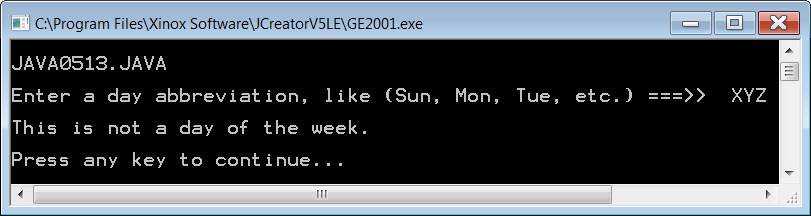 C:\Program Files\Xinox Software\JCreatorV5LE\GE2001.exe
JAVA0513.JAVA
Enter a day abbreviation, like (Sun, Mon, Tue, etc.) ===>>  XYZ
This is not a day of the week.
Press any key to continue...